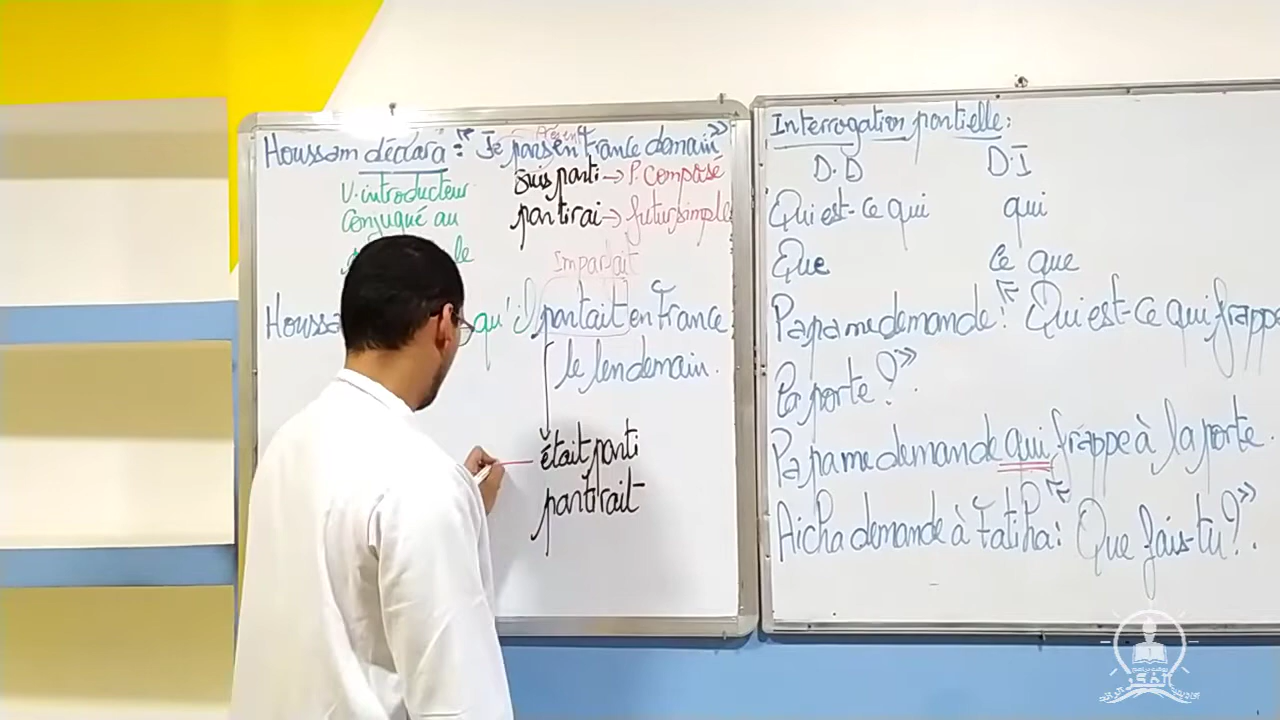 Houssam déclara : « Je pars en France demain »
Présent
suis parti → P. composé
partirai → futur simple
V. introducteur
conjugué au
Imparfait
qu'il partait en France
le lendemain.
était parti
partirait
Interrogation partielle :
D.D D.I
Qui est-ce qui qui
Que ce que
Papa me demande : « Qui est-ce qui frappe
la porte ? ».
Papa me demande qui frappe à la porte.
Aicha demande à Fatiha : « Que fais-tu ? ».